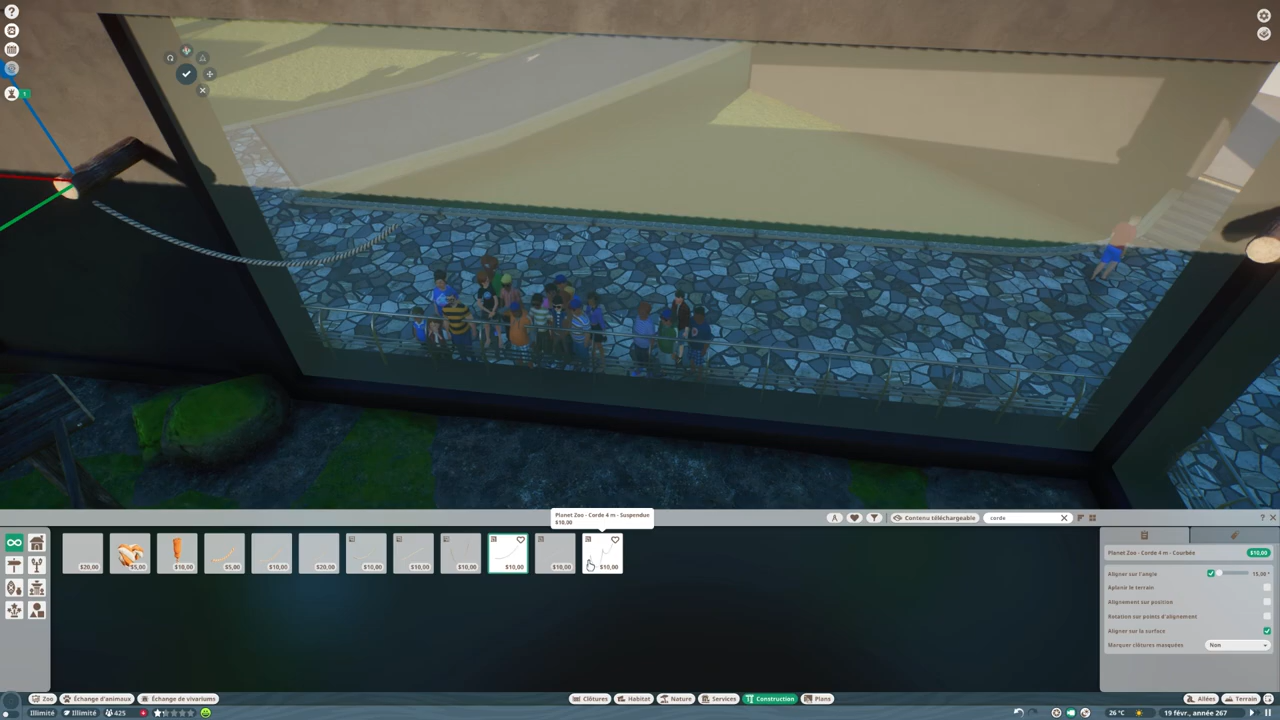 1
Planet Zoo - Corde 4 m - Suspendue
$10,00
A
Contenu téléchargeable
corde
$20,00
$5,00
$10,00
$5,00
$10,00
$20,00
$10,00
$10,00
$10,00
$10,00
$10,00
$10,00
Planet Zoo - Corde 4 m - Courbée
$10,00
Aligner sur l'angle
15,00 °
Aplanir le terrain
Alignement sur position
Rotation sur points d'alignement
Aligner sur la surface
Masquer clôtures masquées
Non
Zoo
Échange d'animaux
Échange de vivariums
Clôtures
Habitat
Nature
Services
Construction
Plans
Allées
Terrain
Illimité
Illimité
425
26 °C
19 févr., année 267